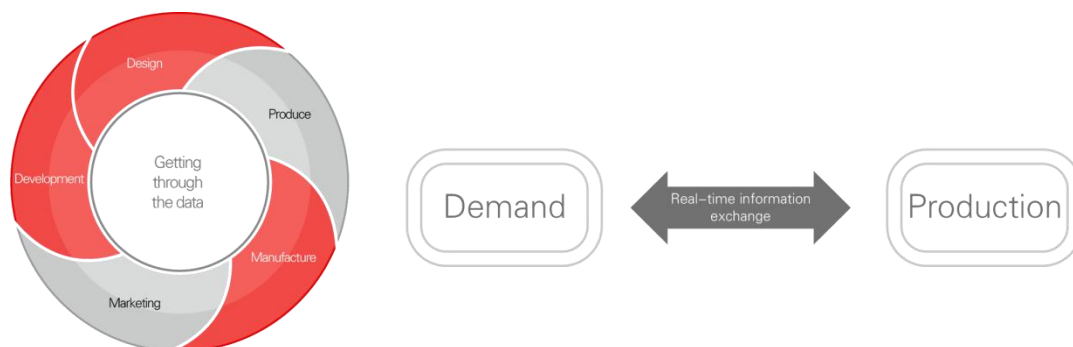 Design
Produce
Getting
through
the data
Development
Manufacture
Marketing
Demand
Real-time information
exchange
Production